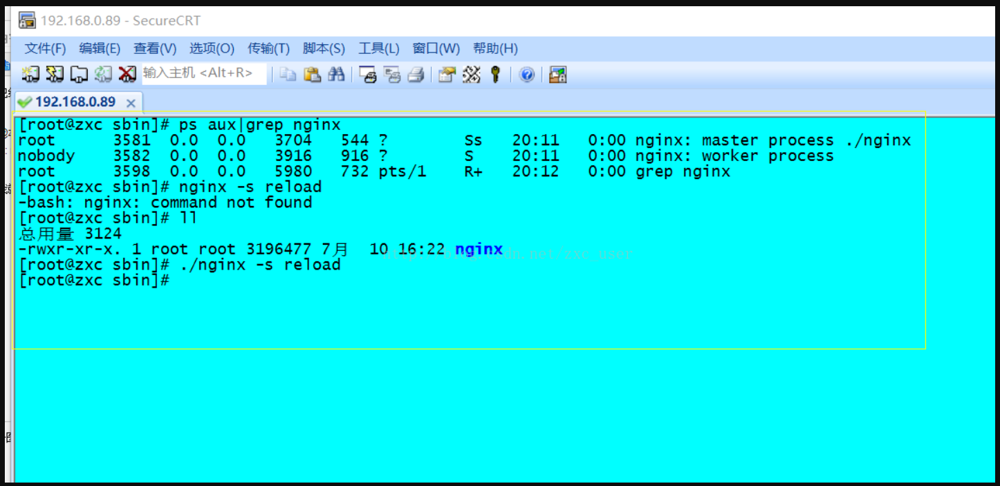 192.168.0.89 - SecureCRT
文件(F) 编辑(E) 查看(V) 选项(O) 传输(T) 脚本(S) 工具(L) 窗口(W) 帮助(H)
输入主机 <Alt+R>
192.168.0.89
[root@zxc sbin]# ps aux|grep nginx
root 3581 0.0 0.0 3704 544 ? Ss 20:11 0:00 nginx: master process ./nginx
nobody 3582 0.0 0.0 3916 916 ? S 20:11 0:00 nginx: worker process
root 3598 0.0 0.0 5980 732 pts/1 R+ 20:12 0:00 grep nginx
[root@zxc sbin]# nginx -s reload
-bash: nginx: command not found
[root@zxc sbin]# ll
总用量 3124
-rwxr-xr-x. 1 root root 3196477 7月 10 16:22 nginx
[root@zxc sbin]# ./nginx -s reload
[root@zxc sbin]#